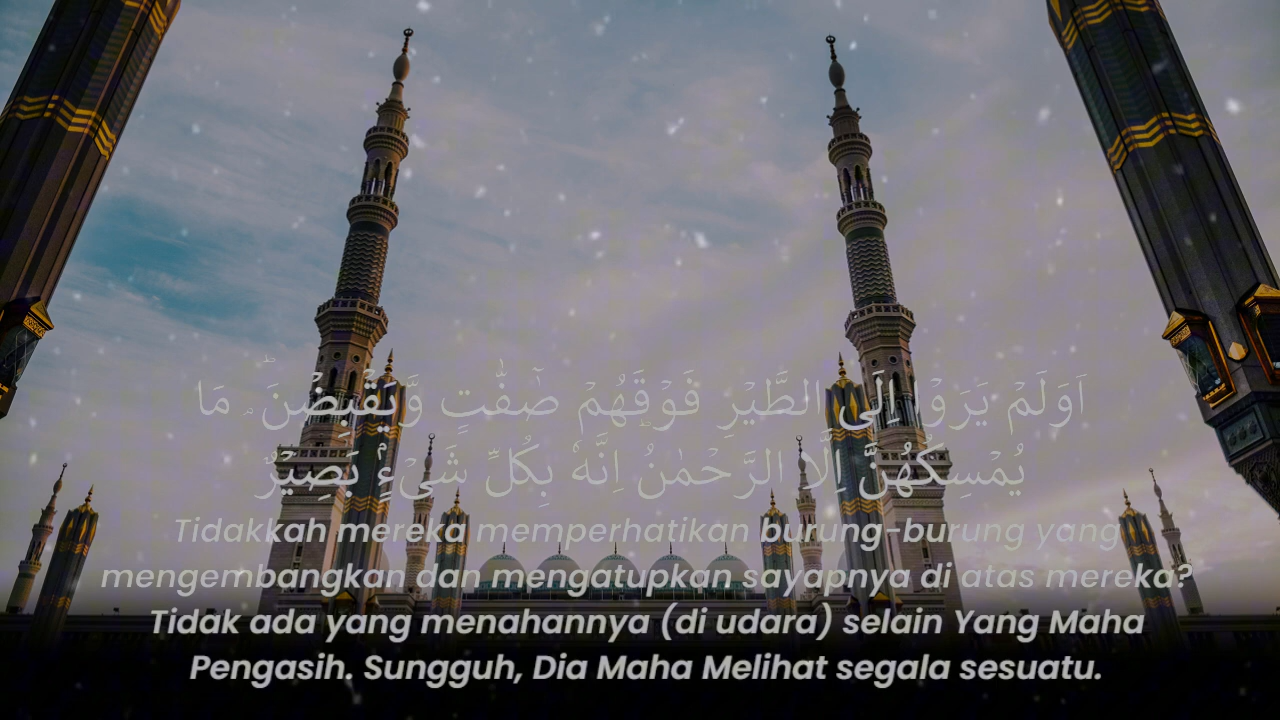 اَوَلَمْ يَرَوْا اِلَى الطَّيْرِ فَوْقَهُمْ صٰۤفّٰتٍ وَّيَقْبِضْنَۘ مَا
يُمْسِكُهُنَّ اِلَّا الرَّحْمٰنُۗ اِنَّهٗ بِكُلِّ شَيْءٍۢ بَصِيْرٌ
Tidakkah mereka memperhatikan burung-burung yang
mengembangkan dan mengatupkan sayapnya di atas mereka?
Tidak ada yang menahannya (di udara) selain Yang Maha
Pengasih. Sungguh, Dia Maha Melihat segala sesuatu.